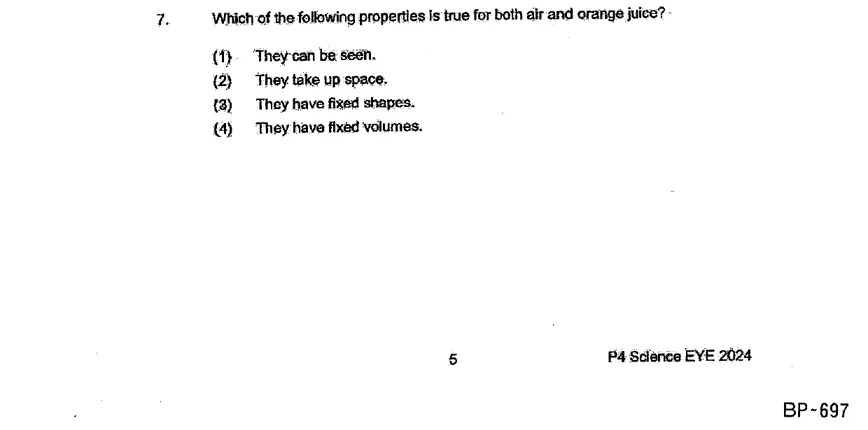 7. Which of the following properties is true for both air and orange juice?
(1) They can be seen.
(2) They take up space.
(3) They have fixed shapes.
(4) They have fixed volumes.
5 P4 Science EYE 2024
BP-697